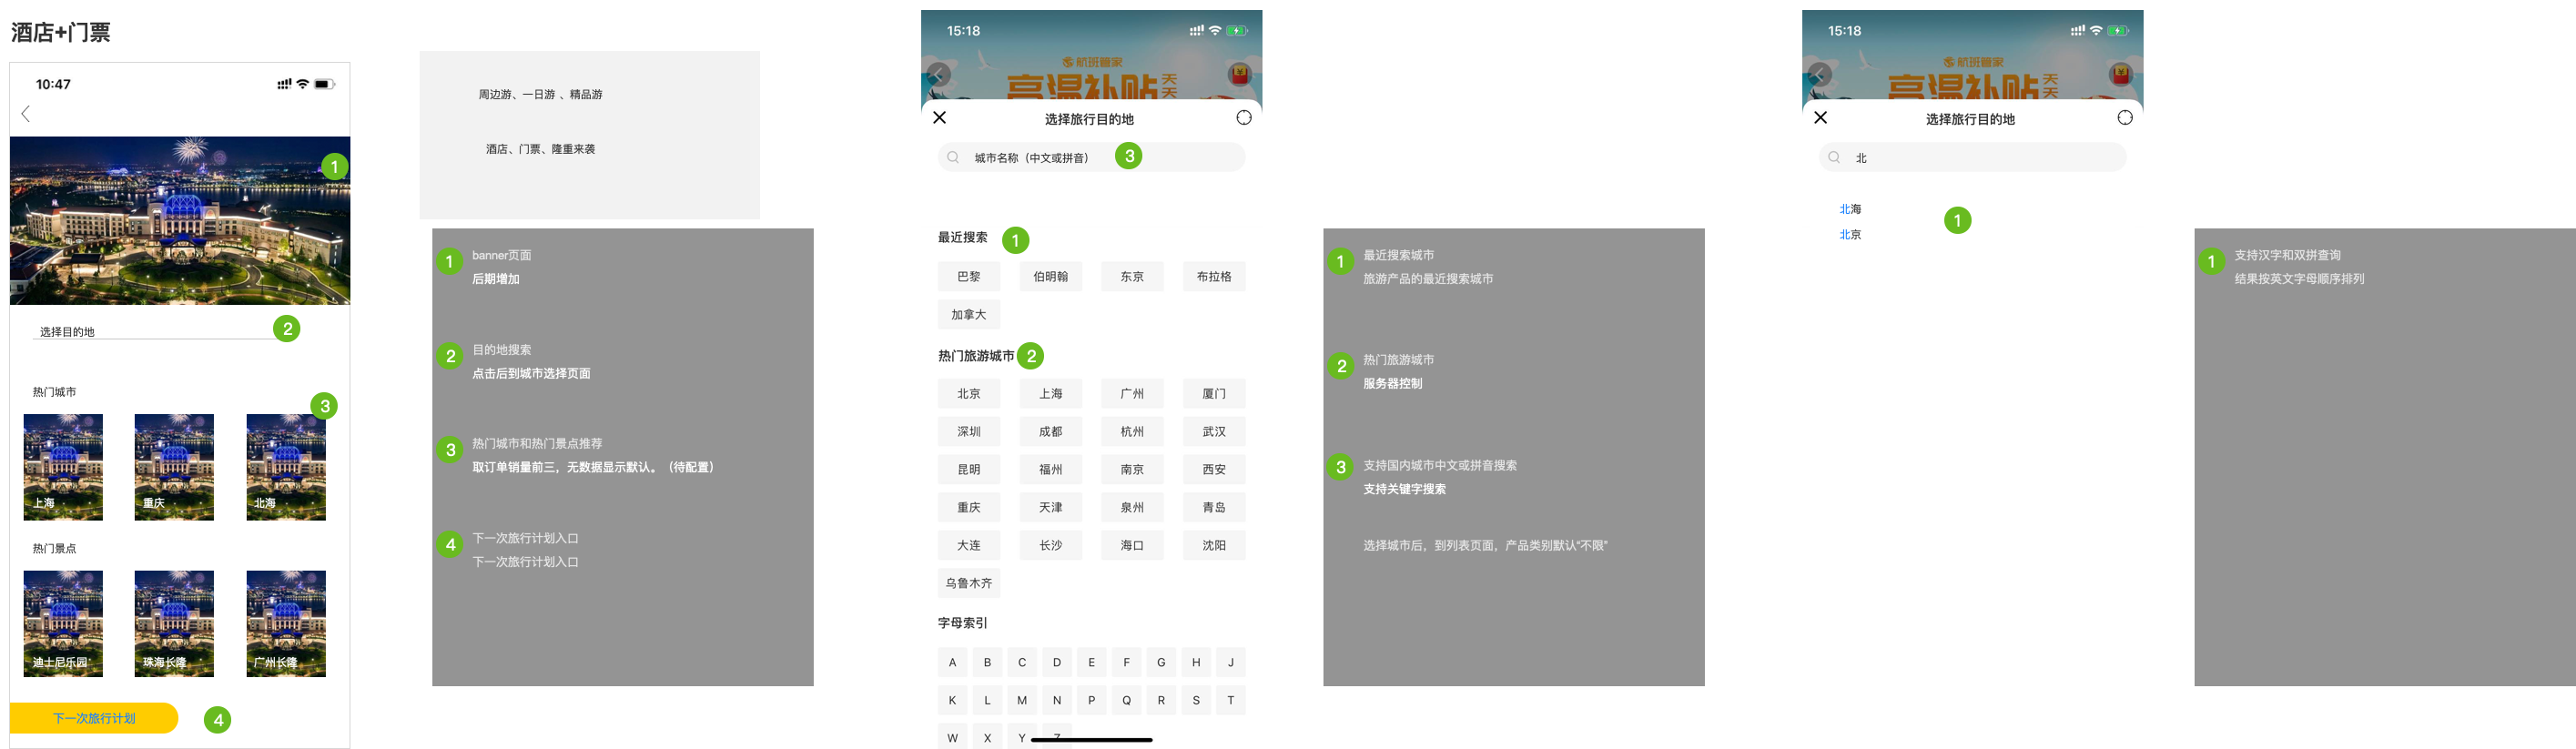 酒店+门票
10:47
1
选择目的地
2
热门城市
3
上海
重庆
北海
热门景点
迪士尼乐园
珠海长隆
广州长隆
下一次旅行计划
4
周边游、一日游 、精品游
酒店、门票、隆重来袭
1
banner页面
后期增加
2
目的地搜索
点击后到城市选择页面
3
热门城市和热门景点推荐
取订单销量前三，无数据显示默认。（待配置）
4
下一次旅行计划入口
下一次旅行计划入口
15:18
航班管家
高温补贴
天天
选择旅行目的地
城市名称（中文或拼音）
3
最近搜索
1
巴黎 伯明翰 东京 布拉格
加拿大
热门旅游城市
2
北京 上海 广州 厦门
深圳 成都 杭州 武汉
昆明 福州 南京 西安
重庆 天津 泉州 青岛
大连 长沙 海口 沈阳
乌鲁木齐
字母索引
A B C D E F G H J
K L M N P Q R S T
W X Y Z
1
最近搜索城市
旅游产品的最近搜索城市
2
热门旅游城市
服务器控制
3
支持国内城市中文或拼音搜索
支持关键字搜索
选择城市后，到列表页面，产品类别默认“不限”
15:18
航班管家
高温补贴
天天
选择旅行目的地
北
北海
1
北京
1
支持汉字和双拼查询
结果按英文字母顺序排列